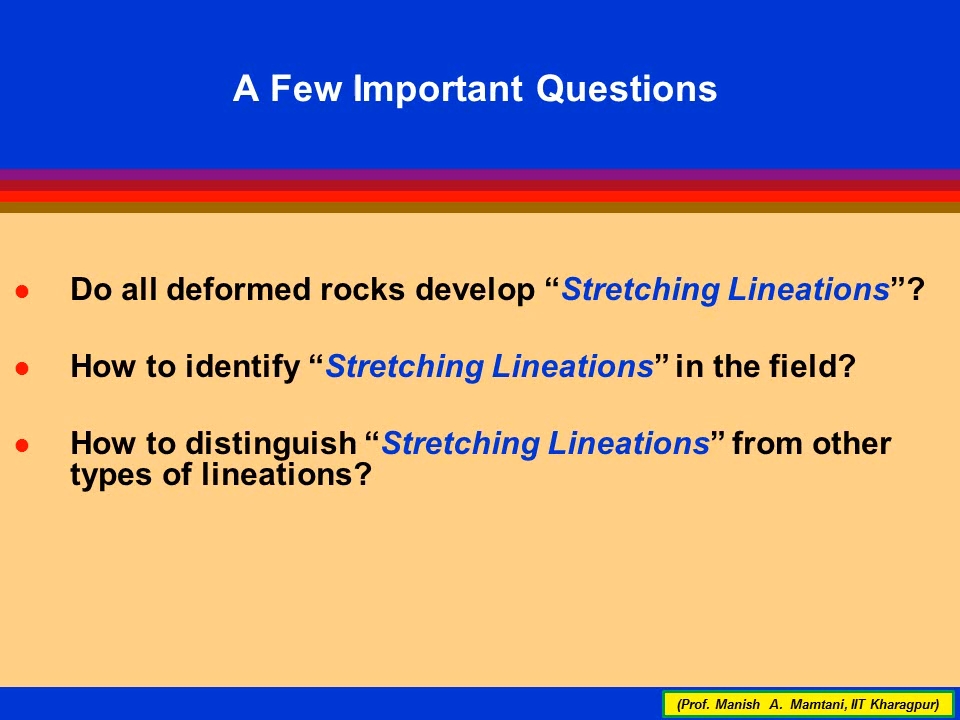 A Few Important Questions
Do all deformed rocks develop “Stretching Lineations”?
How to identify “Stretching Lineations” in the field?
How to distinguish “Stretching Lineations” from other
types of lineations?
(Prof. Manish A. Mamtani, IIT Kharagpur)